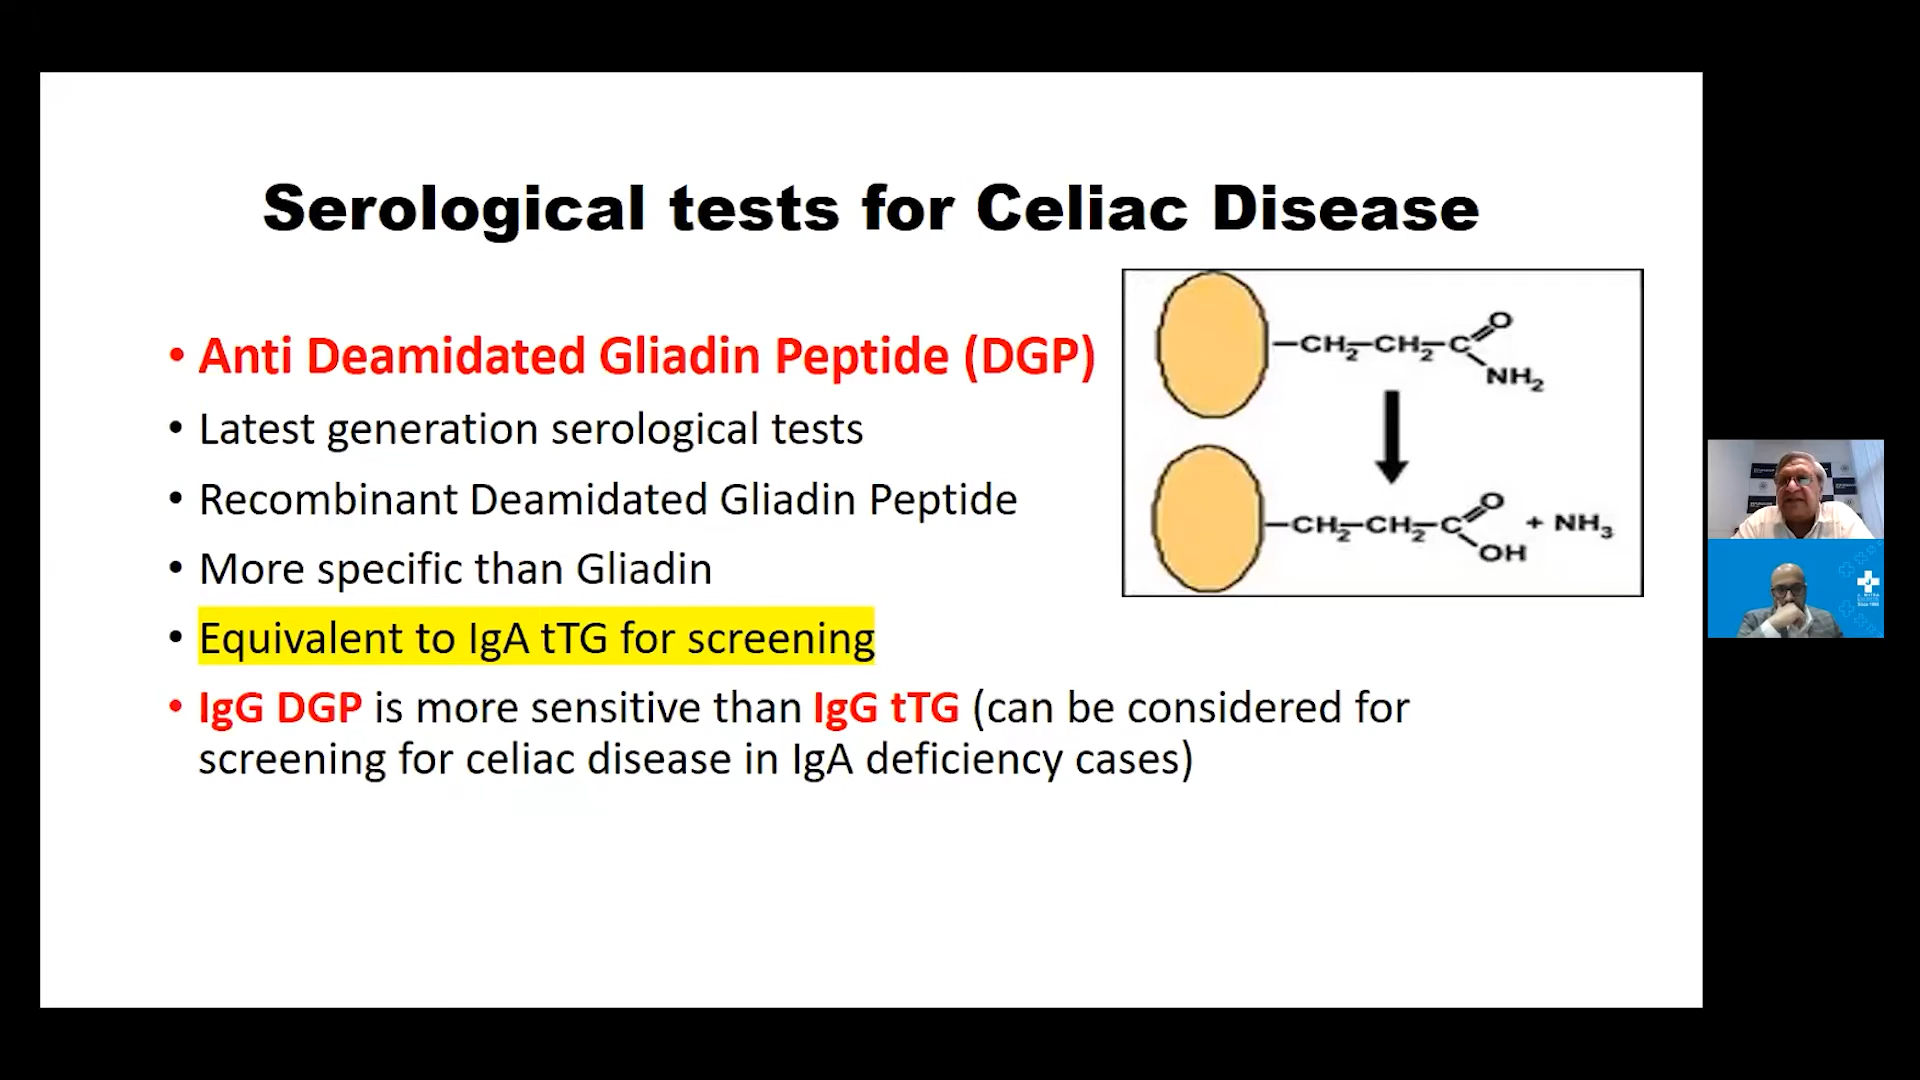 Serological tests for Celiac Disease
• Anti Deamidated Gliadin Peptide (DGP)
• Latest generation serological tests
• Recombinant Deamidated Gliadin Peptide
• More specific than Gliadin
• Equivalent to IgA tTG for screening
• IgG DGP is more sensitive than IgG tTG (can be considered for
screening for celiac disease in IgA deficiency cases)
–CH₂–CH₂–C
O
NH₂
–CH₂–CH₂–C
O
OH
+ NH₃